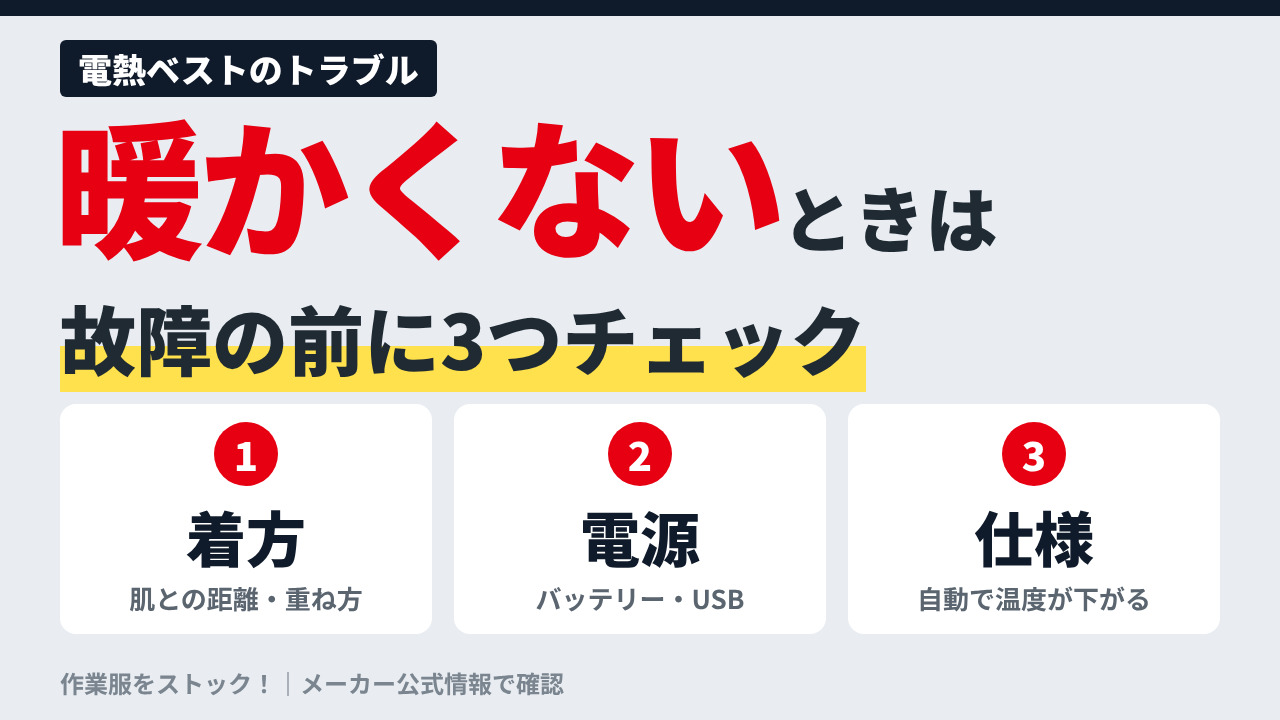 電熱ベストのトラブル
暖かくないときは
故障の前に3つチェック
1
着方
肌との距離・重ね方
2
電源
バッテリー・USB
3
仕様
自動で温度が下がる
作業服をストック！｜メーカー公式情報で確認